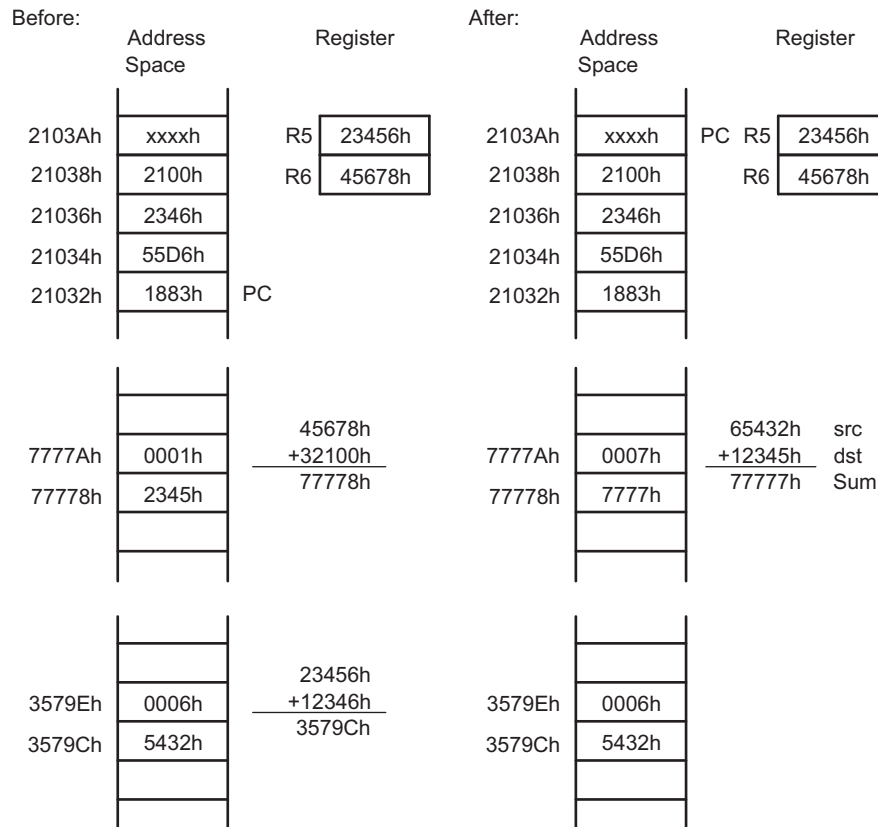 Before:
Address Space
Register
2103Ah xxxxh R5 23456h
21038h 2100h R6 45678h
21036h 2346h
21034h 55D6h
21032h 1883h PC
7777Ah 0001h
77778h 2345h
45678h
+32100h
77778h
3579Eh 0006h
3579Ch 5432h
23456h
+12346h
3579Ch
After:
Address Space
Register
2103Ah xxxxh PC R5 23456h
21038h 2100h R6 45678h
21036h 2346h
21034h 55D6h
21032h 1883h
7777Ah 0007h
77778h 7777h
65432h src
+12345h dst
77777h Sum
3579Eh 0006h
3579Ch 5432h